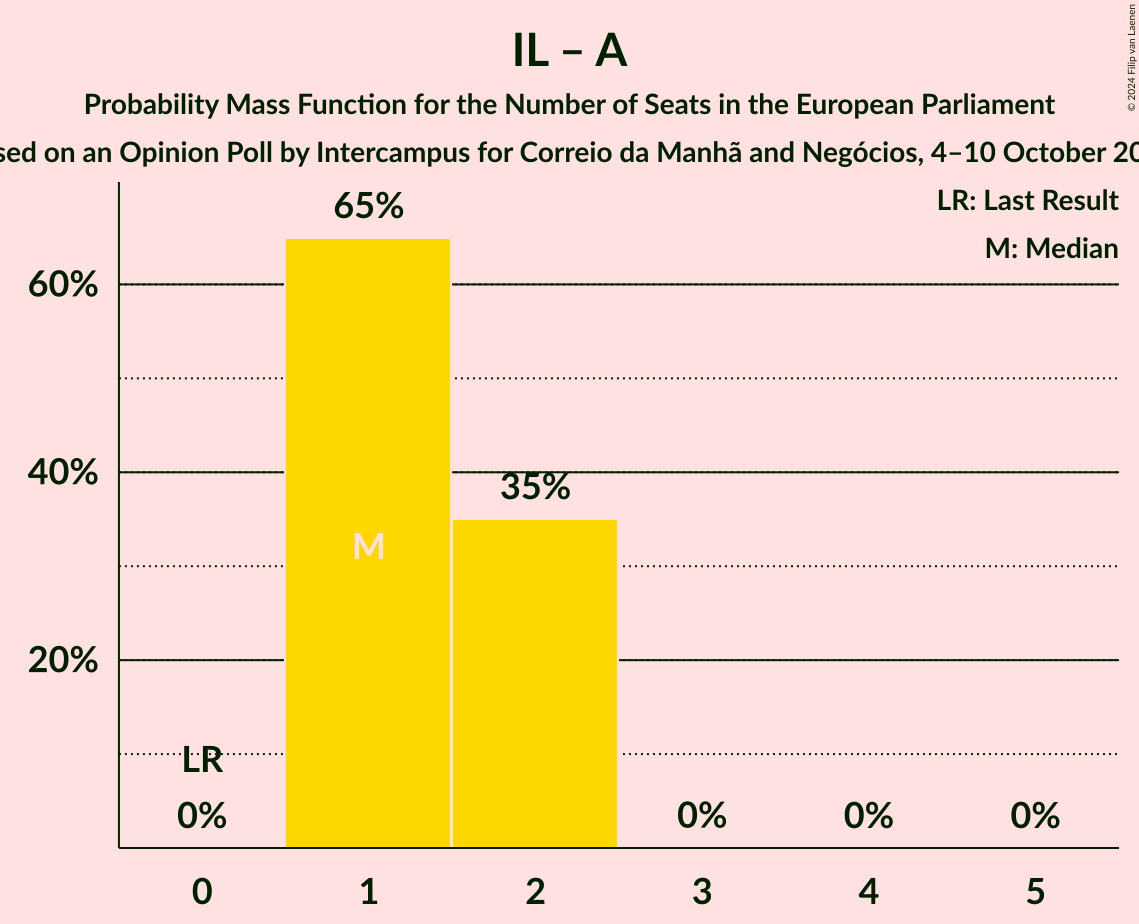 IL – A
Probability Mass Function for the Number of Seats in the European Parliament
sed on an Opinion Poll by Intercampus for Correio da Manhã and Negócios, 4–10 October 20
© 2024 Filip van Laenen
LR: Last Result
M: Median
65%
60%
40%
35%
M
20%
LR
0%
0%
0%
0%
0
1
2
3
4
5